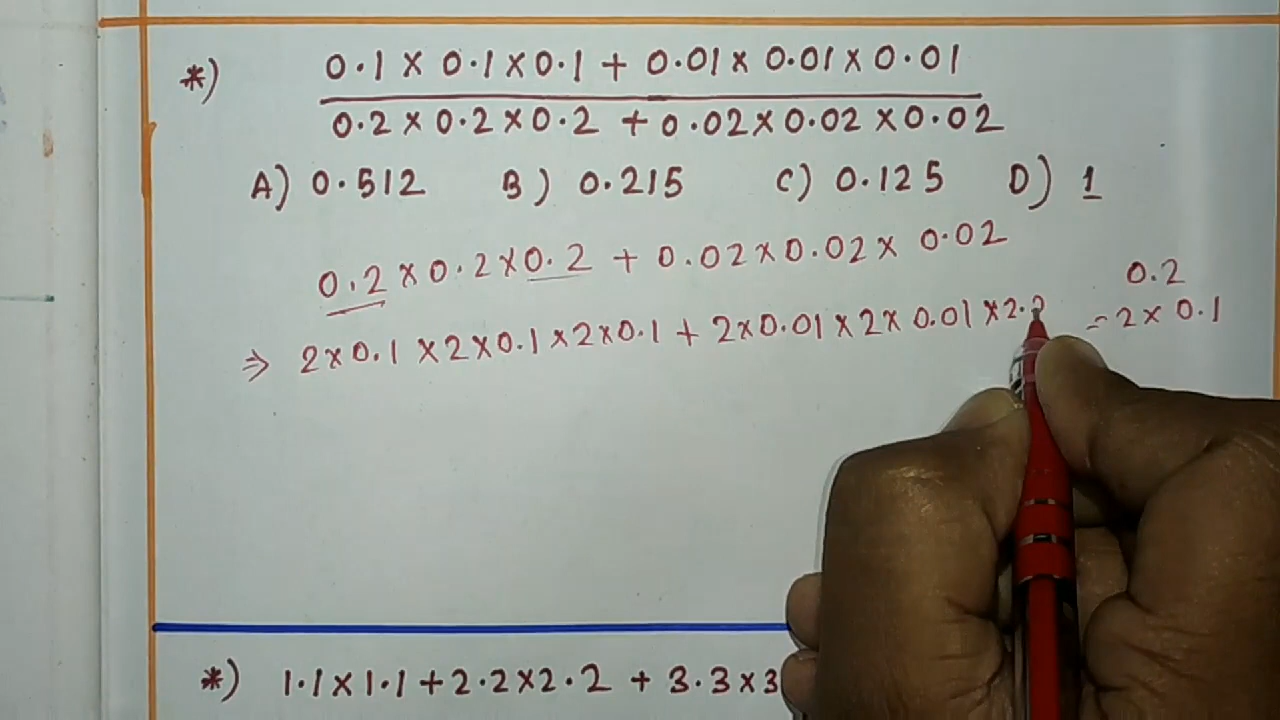 *) 0.1 × 0.1 × 0.1 + 0.01 × 0.01 × 0.01
0.2 × 0.2 × 0.2 + 0.02 × 0.02 × 0.02
A) 0.512 B) 0.215 C) 0.125 D) 1
0.2 × 0.2 × 0.2 + 0.02 × 0.02 × 0.02
0.2
⇒ 2 × 0.1 × 2 × 0.1 × 2 × 0.1 + 2 × 0.01 × 2 × 0.01 × 2.
= 2 × 0.1
*) 1.1 × 1.1 + 2.2 × 2.2 + 3.3 × 3